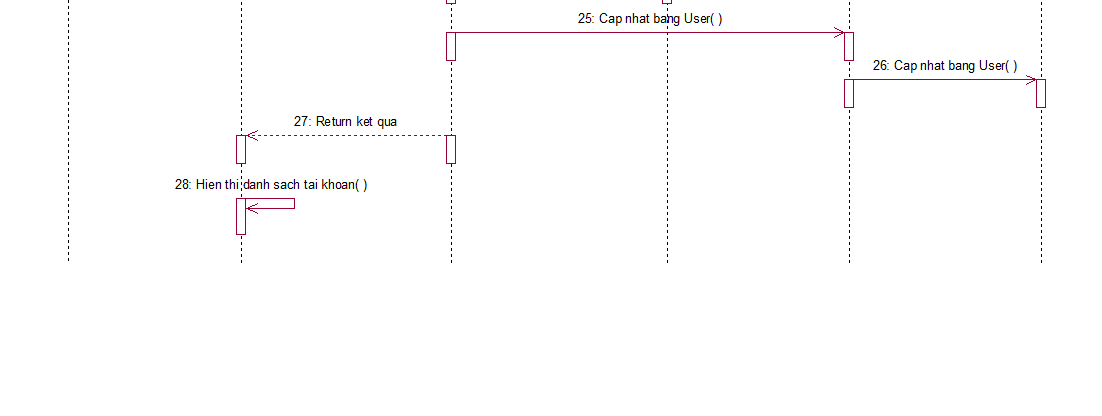 25: Cap nhat bang User( )
26: Cap nhat bang User( )
27: Return ket qua
28: Hien thi danh sach tai khoan( )